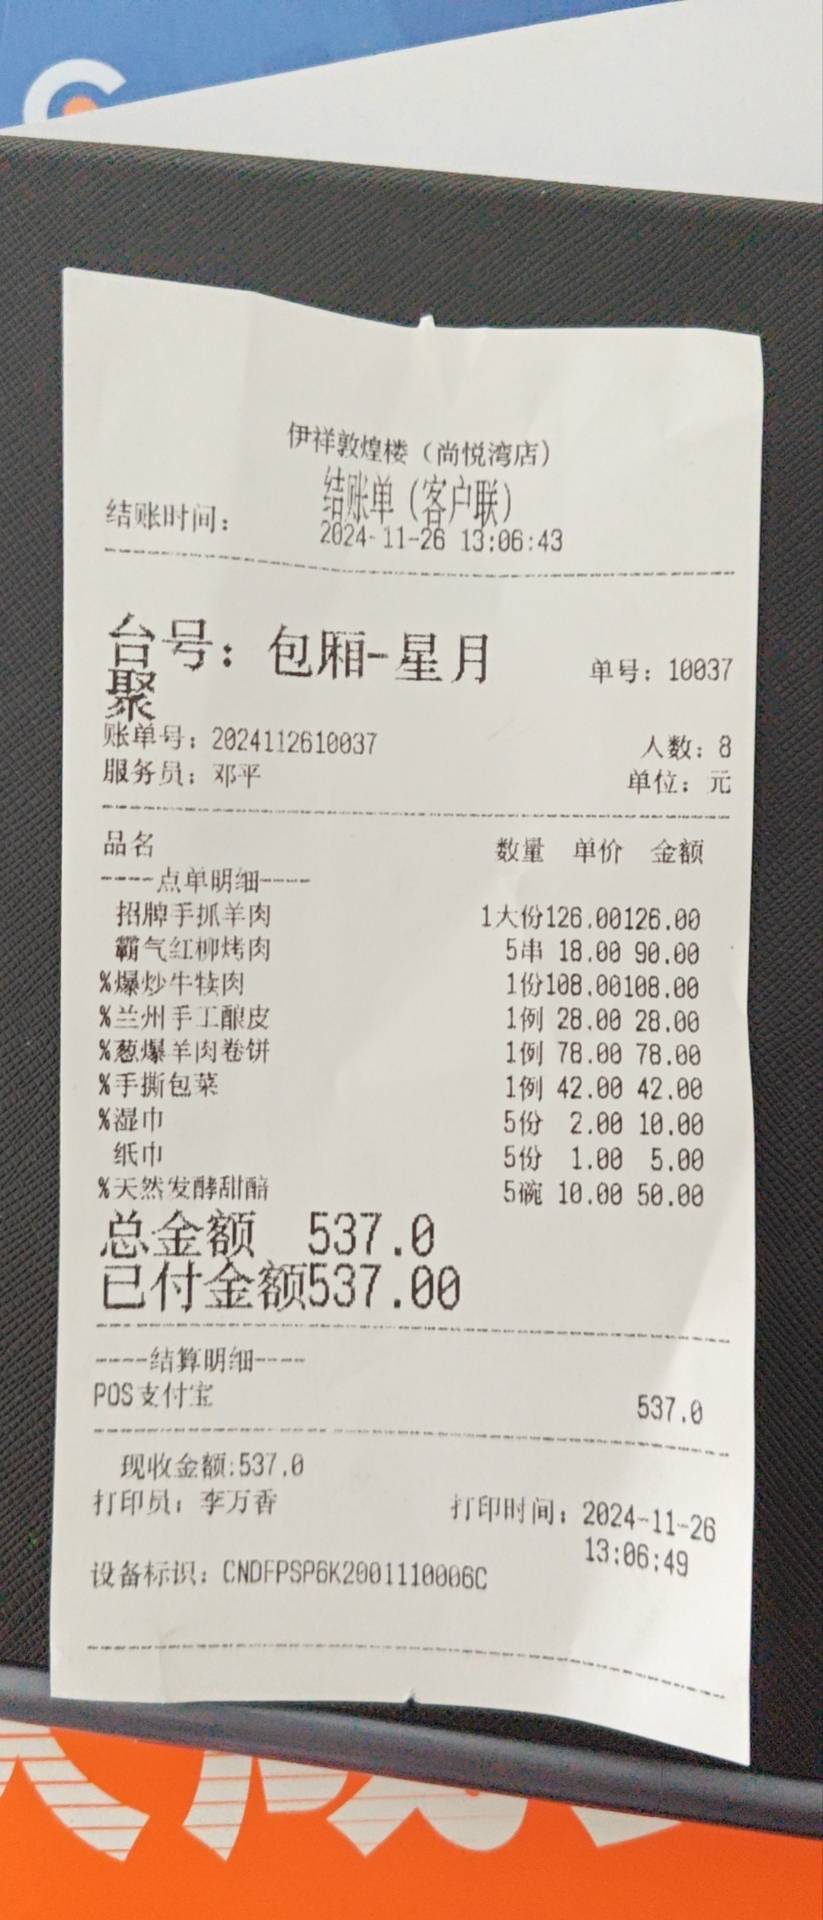 伊祥敦煌楼（尚悦湾店）
结账单（客户联）
结账时间： 2024-11-26 13:06:43
台号：包厢-星月聚 单号：10037
账单号：2024112610037 人数：8
服务员：邓平 单位：元
品名 数量 单价 金额
----点单明细----
招牌手抓羊肉 1大份126.00126.00
霸气红柳烤肉 5串 18.00 90.00
%爆炒牛犊肉 1份108.00108.00
%兰州手工酿皮 1例 28.00 28.00
%葱爆羊肉卷饼 1例 78.00 78.00
%手撕包菜 1例 42.00 42.00
%湿巾 5份 2.00 10.00
纸巾 5份 1.00 5.00
%天然发酵甜醅 5碗 10.00 50.00
总金额 537.0
已付金额537.00
----结算明细----
POS支付宝 537.0
现收金额:537.0
打印员：李万香 打印时间：2024-11-26
13:06:49
设备标识：CNDFPSP6K2001110006C